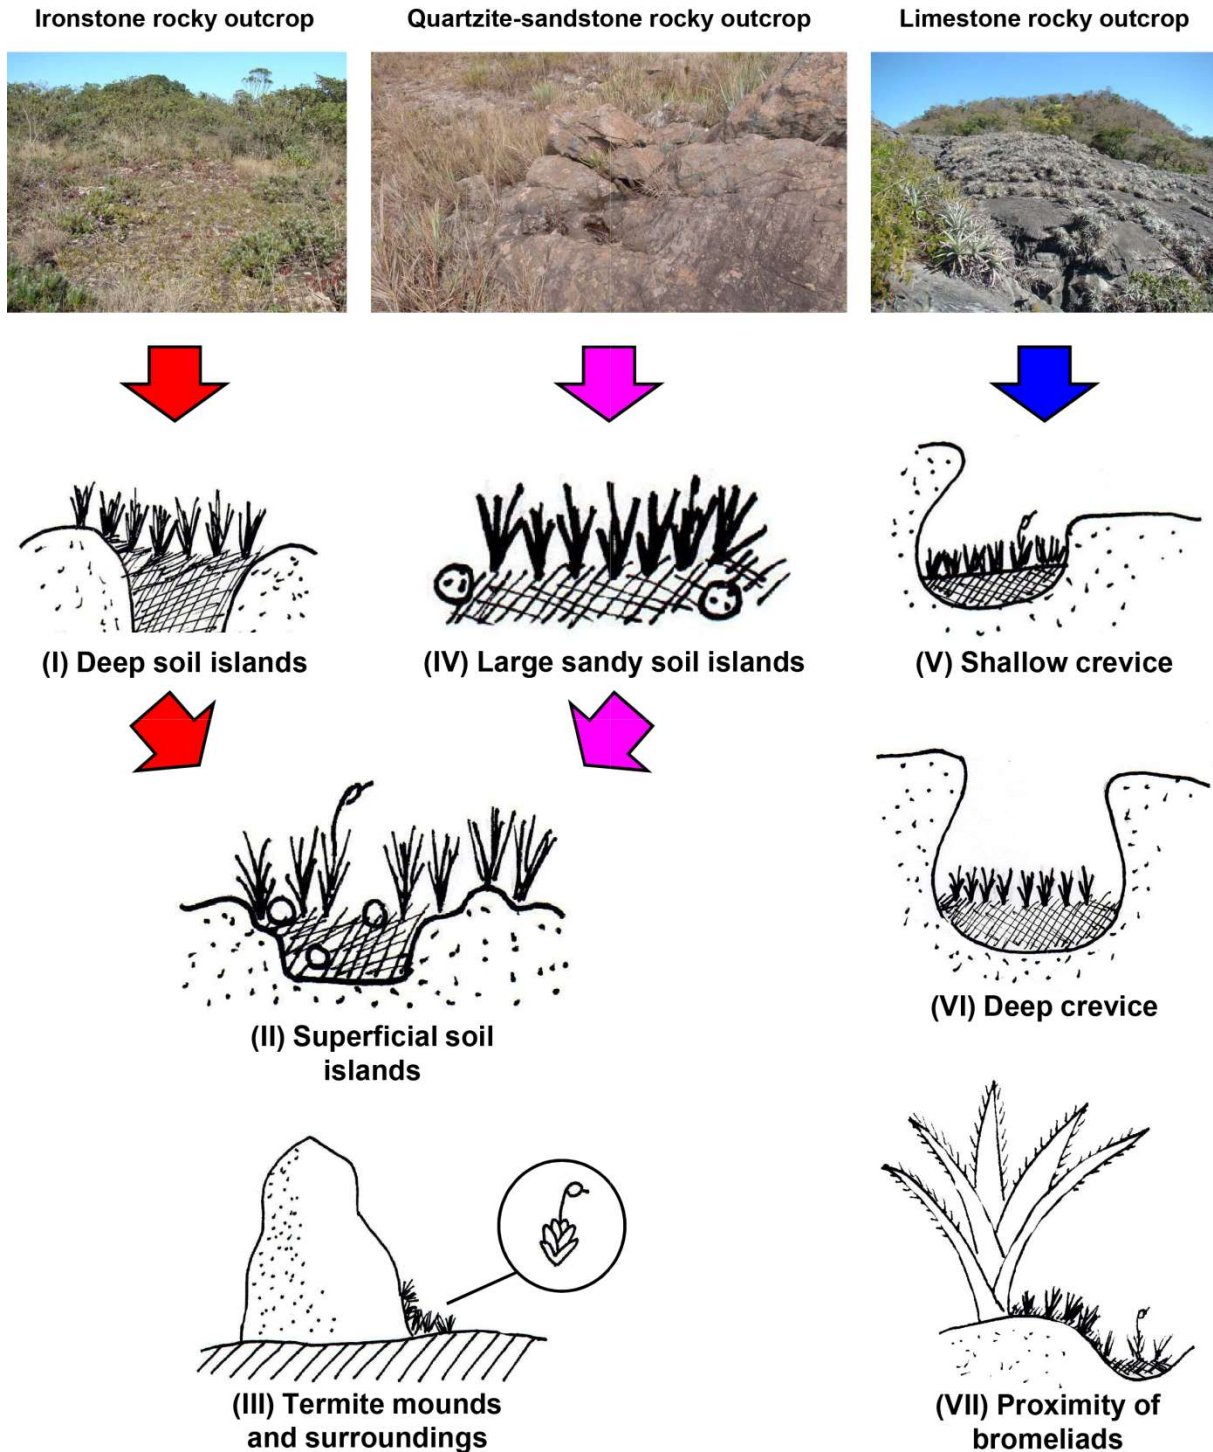 Ironstone rocky outcrop
Quartzite-sandstone rocky outcrop
Limestone rocky outcrop
(I) Deep soil islands
(IV) Large sandy soil islands
(V) Shallow crevice
(II) Superficial soil
islands
(VI) Deep crevice
(III) Termite mounds
and surroundings
(VII) Proximity of
bromeliads